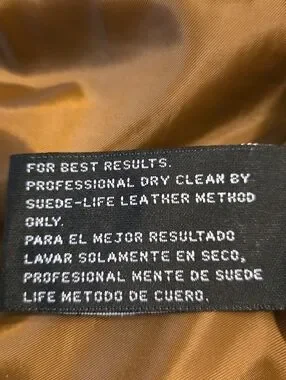 FOR BEST RESULTS.
PROFESSIONAL DRY CLEAN BY
SUEDE-LIFE LEATHER METHOD
ONLY.
PARA EL MEJOR RESULTADO
LAVAR SOLAMENTE EN SECO,
PROFESIONAL MENTE DE SUEDE
LIFE METODO DE CUERO.